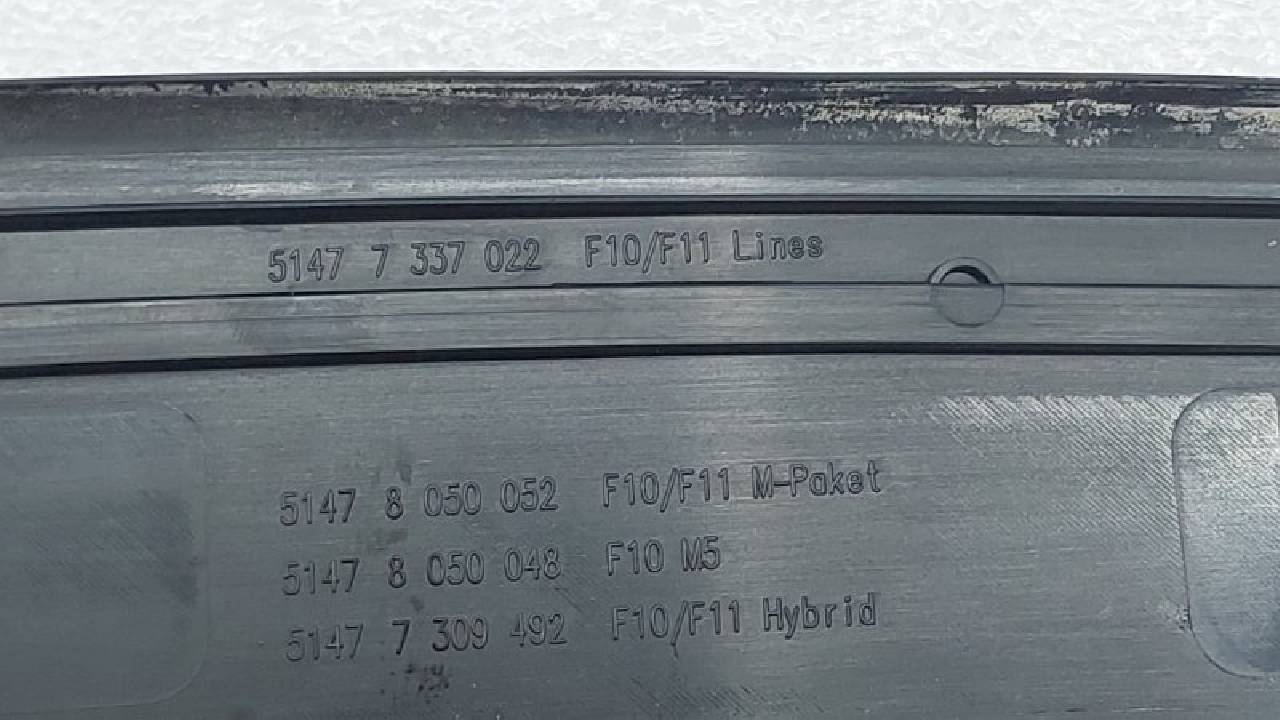 5147 7 337 022 F10/F11 Lines
5147 8 050 052 F10/F11 M-Paket
5147 8 050 048 F10 M5
5147 7 309 492 F10/F11 Hybrid